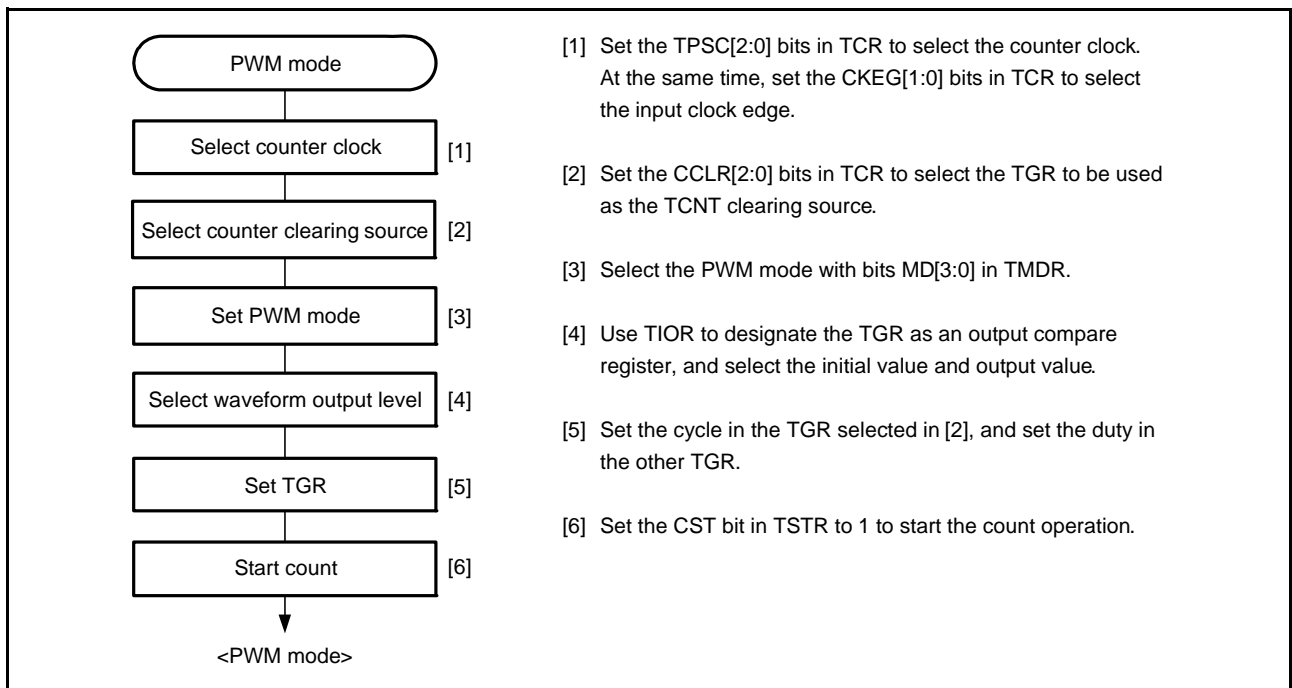 PWM mode
Select counter clock
[1]
Select counter clearing source
[2]
Set PWM mode
[3]
Select waveform output level
[4]
Set TGR
[5]
Start count
[6]
<PWM mode>
[1] Set the TPSC[2:0] bits in TCR to select the counter clock.
At the same time, set the CKEG[1:0] bits in TCR to select
the input clock edge.
[2] Set the CCLR[2:0] bits in TCR to select the TGR to be used
as the TCNT clearing source.
[3] Select the PWM mode with bits MD[3:0] in TMDR.
[4] Use TIOR to designate the TGR as an output compare
register, and select the initial value and output value.
[5] Set the cycle in the TGR selected in [2], and set the duty in
the other TGR.
[6] Set the CST bit in TSTR to 1 to start the count operation.